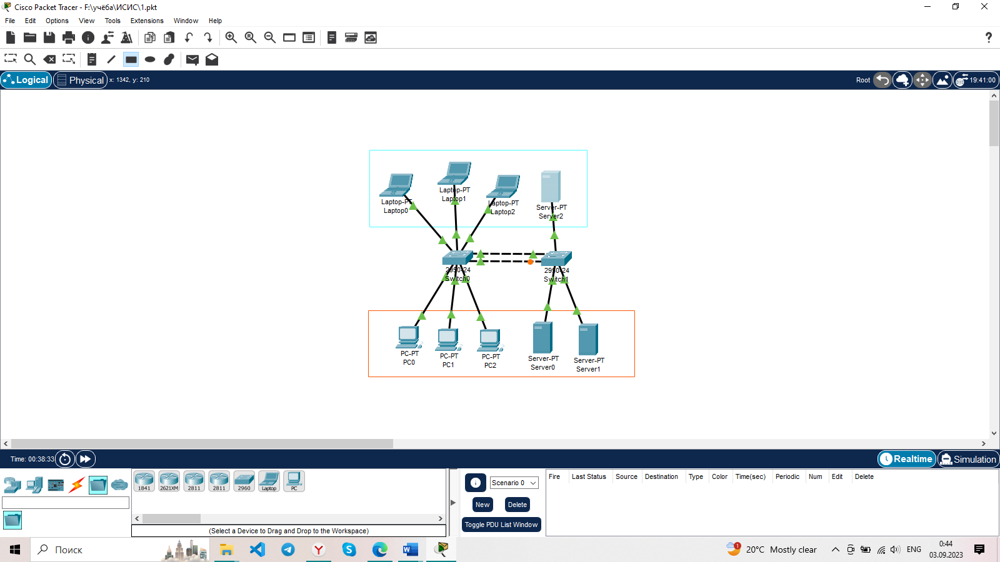 Cisco Packet Tracer - F:\учёба\ИСИС\1.pkt
File Edit Options View Tools Extensions Window Help
?
Logical Physical x: 1342, y: 210 Root 19:41:00
Laptop-PT
Laptop0
Laptop-PT
Laptop1
Laptop-PT
Laptop2
Server-PT
Server2
2950-24
Switch0
2950-24
Switch1
PC-PT
PC0
PC-PT
PC1
PC-PT
PC2
Server-PT
Server0
Server-PT
Server1
Time: 00:38:33 Realtime Simulation
1841 2621XM 2811 2811 2960 Laptop PC
(Select a Device to Drag and Drop to the Workspace)
Scenario 0
New Delete
Toggle PDU List Window
Fire Last Status Source Destination Type Color Time(sec) Periodic Num Edit Delete
Поиск
1 20°C Mostly clear ENG 0:44
03.09.2023